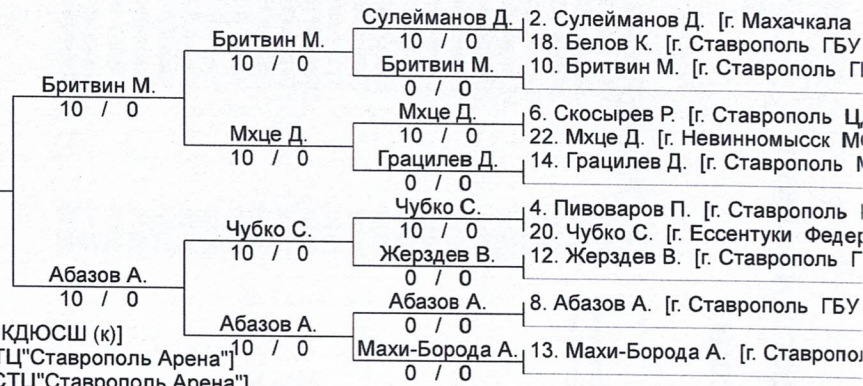 Сулейманов Д. 2. Сулейманов Д. [г. Махачкала
Бритвин М. 10 / 0 18. Белов К. [г. Ставрополь ГБУ
10 / 0 Бритвин М. 10. Бритвин М. [г. Ставрополь
Бритвин М. 0 / 0
10 / 0 Мхце Д. 6. Скосырев Р. [г. Ставрополь
Мхце Д. 10 / 0 22. Мхце Д. [г. Невинномысск
10 / 0 Грацилев Д. 14. Грацилев Д. [г. Ставрополь
0 / 0
Чубко С. 4. Пивоваров П. [г. Ставрополь
Чубко С. 10 / 0 20. Чубко С. [г. Ессентуки Федер
10 / 0 Жерздев В. 12. Жерздев В. [г. Ставрополь
Абазов А. 0 / 0
10 / 0 Абазов А. 8. Абазов А. [г. Ставрополь ГБУ
Абазов А. 0 / 0
КДЮСШ (к)]
ТЦ"Ставрополь Арена"] 10 / 0 Махи-Борода А. 13. Махи-Борода А. [г. Ставропол
СТЦ"Ставрополь Арена"] 0 / 0